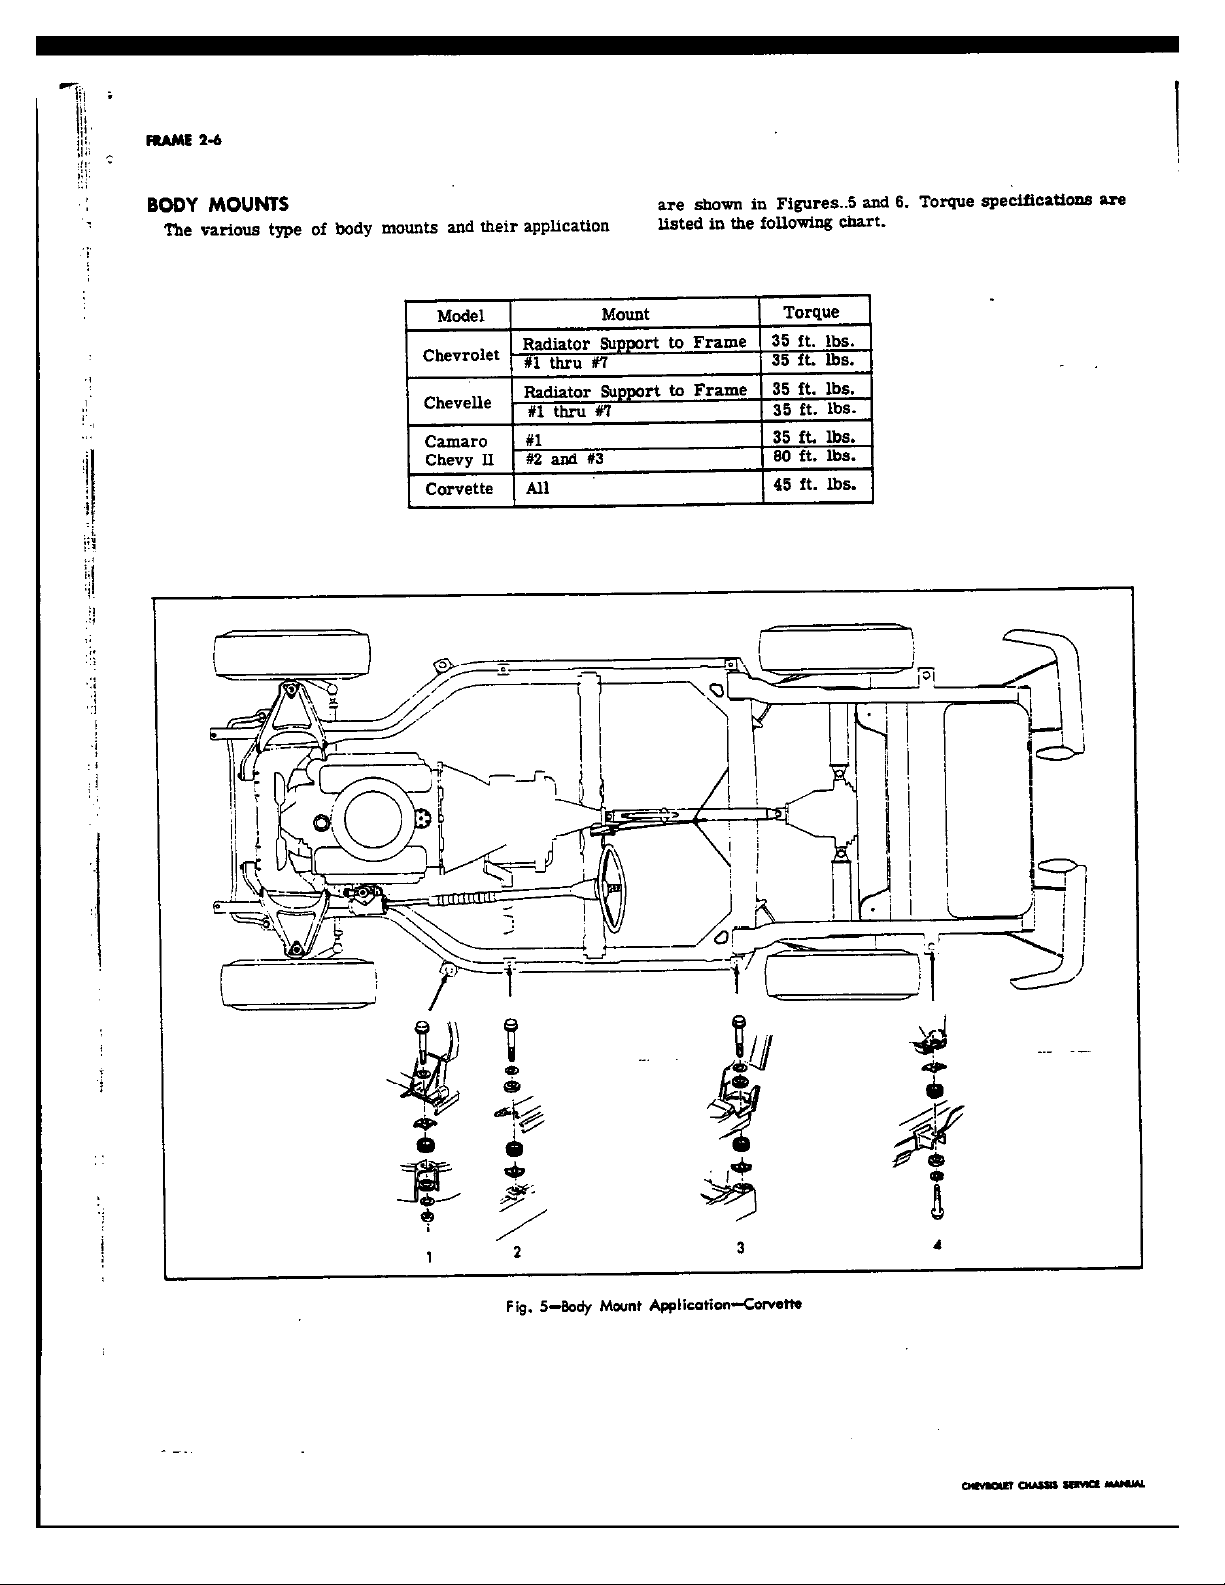 FRAME 2-6
BODY MOUNTS
The various type of body mounts and their application
are shown in Figures..5 and 6. Torque specifications are
listed in the following chart.
Model Mount Torque
Chevrolet Radiator Support to Frame 35 ft. lbs.
#1 thru #7 35 ft. lbs.
Chevelle Radiator Support to Frame 35 ft. lbs.
#1 thru #7 35 ft. lbs.
Camaro #1 35 ft. lbs.
Chevy II #2 and #3 80 ft. lbs.
Corvette All 45 ft. lbs.
1 2 3 4
Fig. 5—Body Mount Application—Corvette
CHEVROLET CHASSIS SERVICE MANUAL